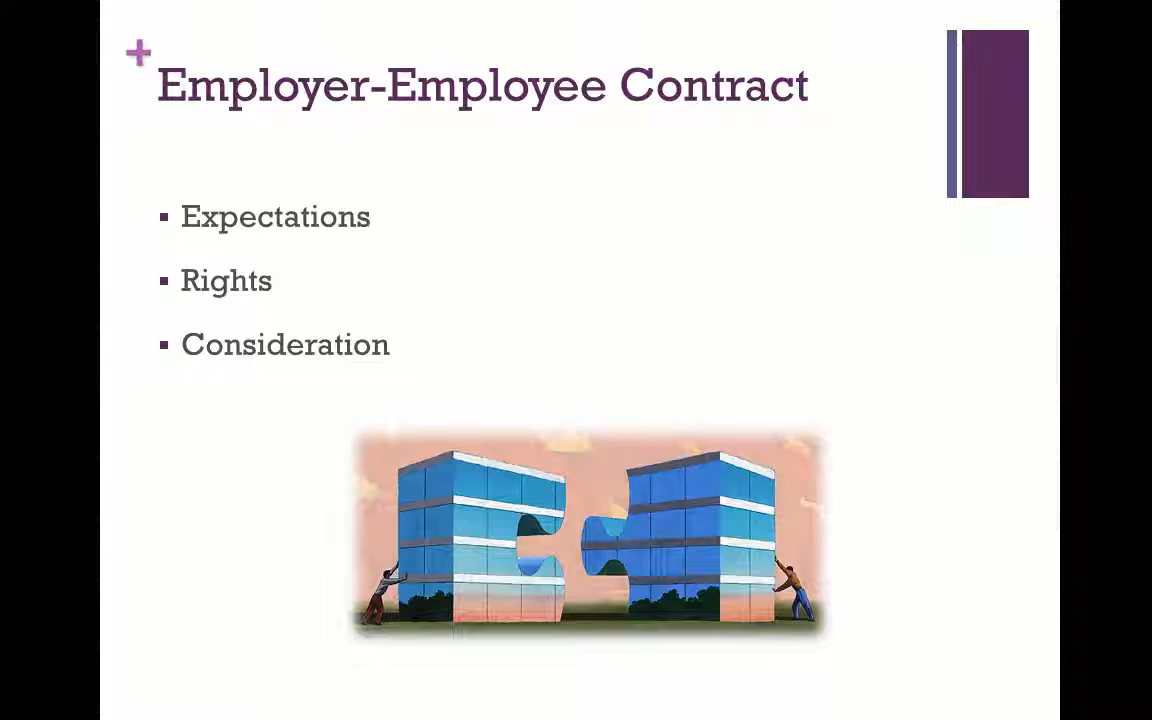 +
Employer-Employee Contract
▪ Expectations
▪ Rights
▪ Consideration